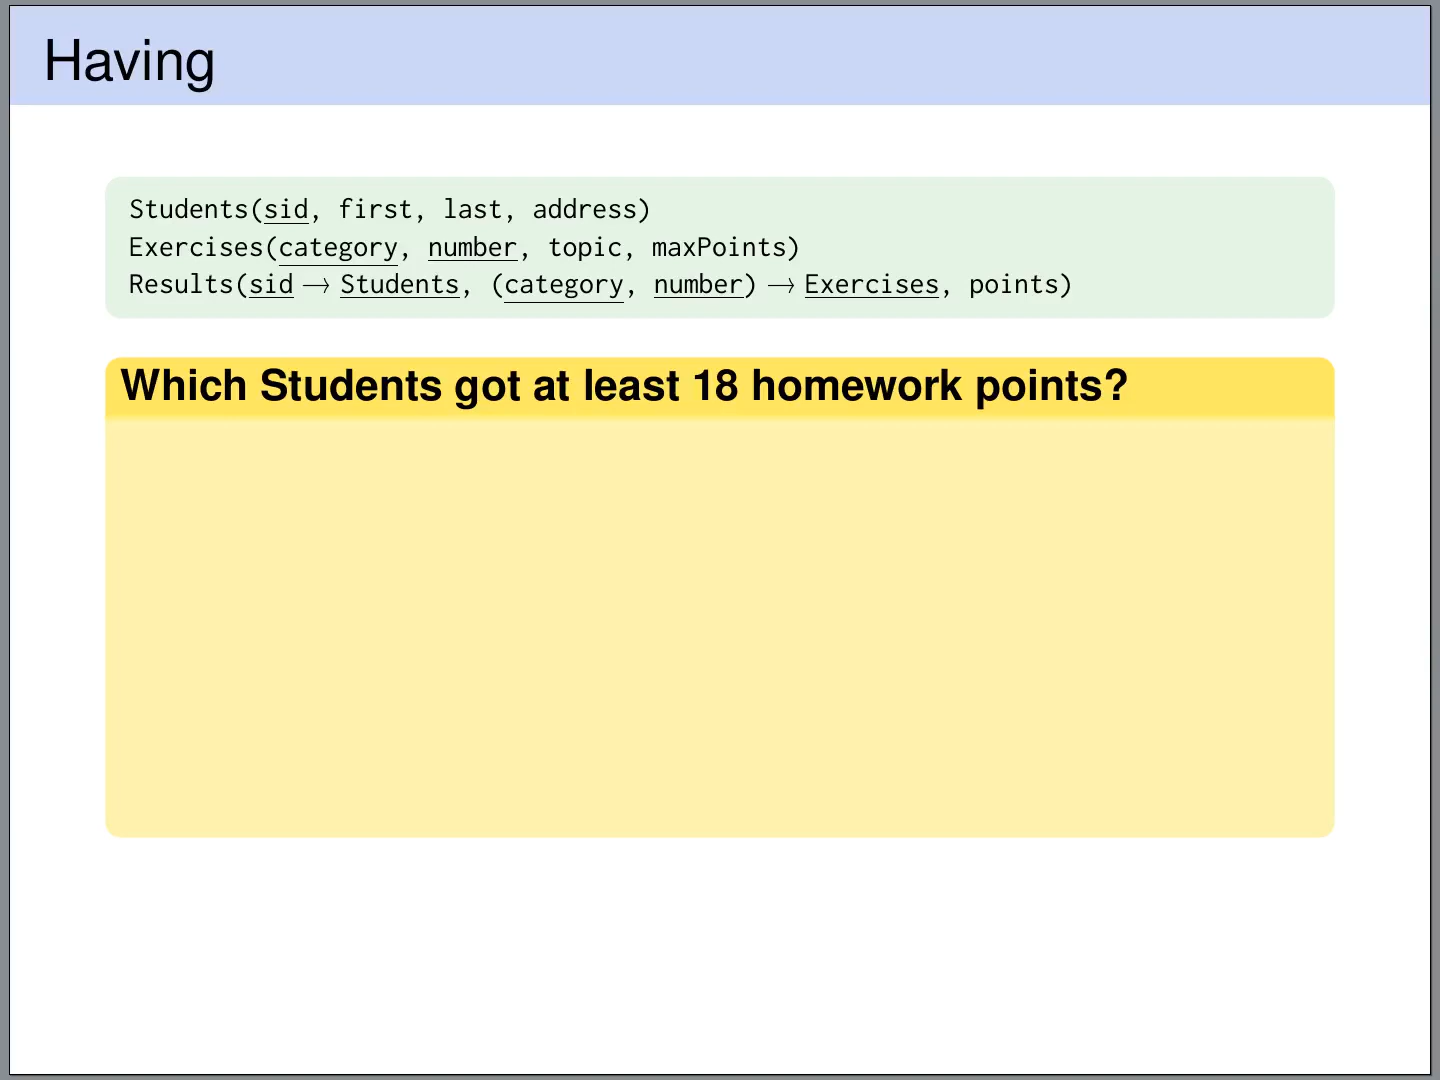 Having
Students(sid, first, last, address)
Exercises(category, number, topic, maxPoints)
Results(sid → Students, (category, number) → Exercises, points)
Which Students got at least 18 homework points?